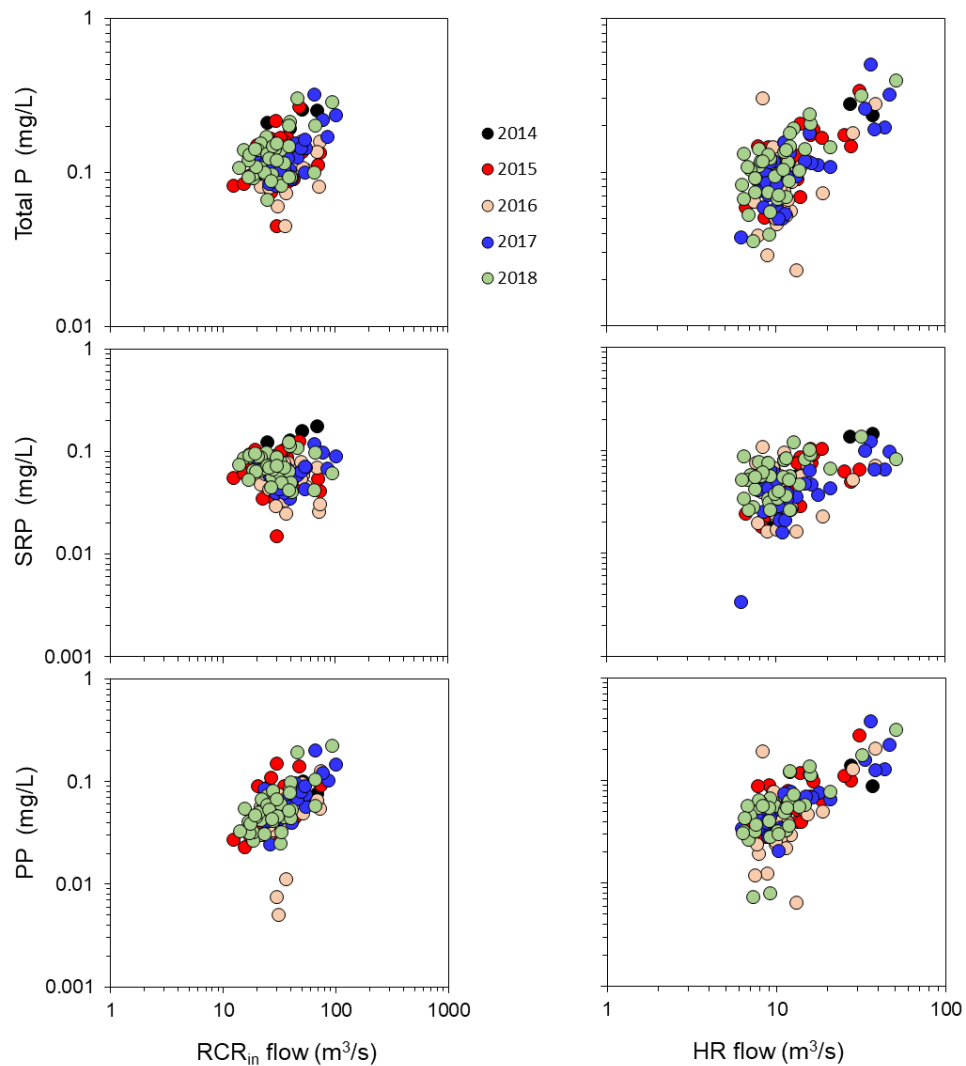 1
0.1
0.01
Total P (mg/L)
2014
2015
2016
2017
2018
1
0.1
0.01
0.001
SRP (mg/L)
1
0.1
0.01
0.001
PP (mg/L)
1 10 100 1000
1 10 100
RCRin flow (m³/s)
HR flow (m³/s)